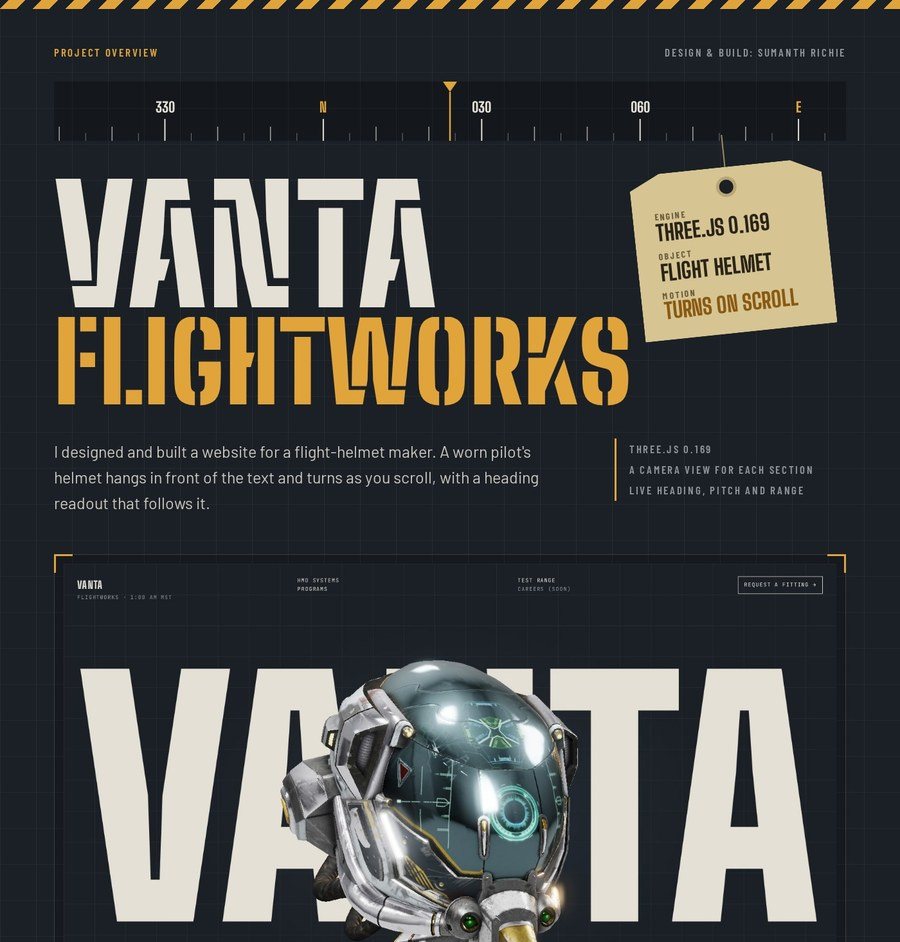 PROJECT OVERVIEW
DESIGN & BUILD: SUMANTH RICHIE
330
N
030
060
E
VANTA
FLIGHTWORKS
ENGINE
THREE.JS 0.169
OBJECT
FLIGHT HELMET
MOTION
TURNS ON SCROLL
I designed and built a website for a flight-helmet maker. A worn pilot's
helmet hangs in front of the text and turns as you scroll, with a heading
readout that follows it.
THREE.JS 0.169
A CAMERA VIEW FOR EACH SECTION
LIVE HEADING, PITCH AND RANGE
VANTA
FLIGHTWORKS · 1:08 AM MST
HMD SYSTEMS
PROGRAMS
TEST RANGE
CAREERS (SOON)
REQUEST A FITTING +
VANTA